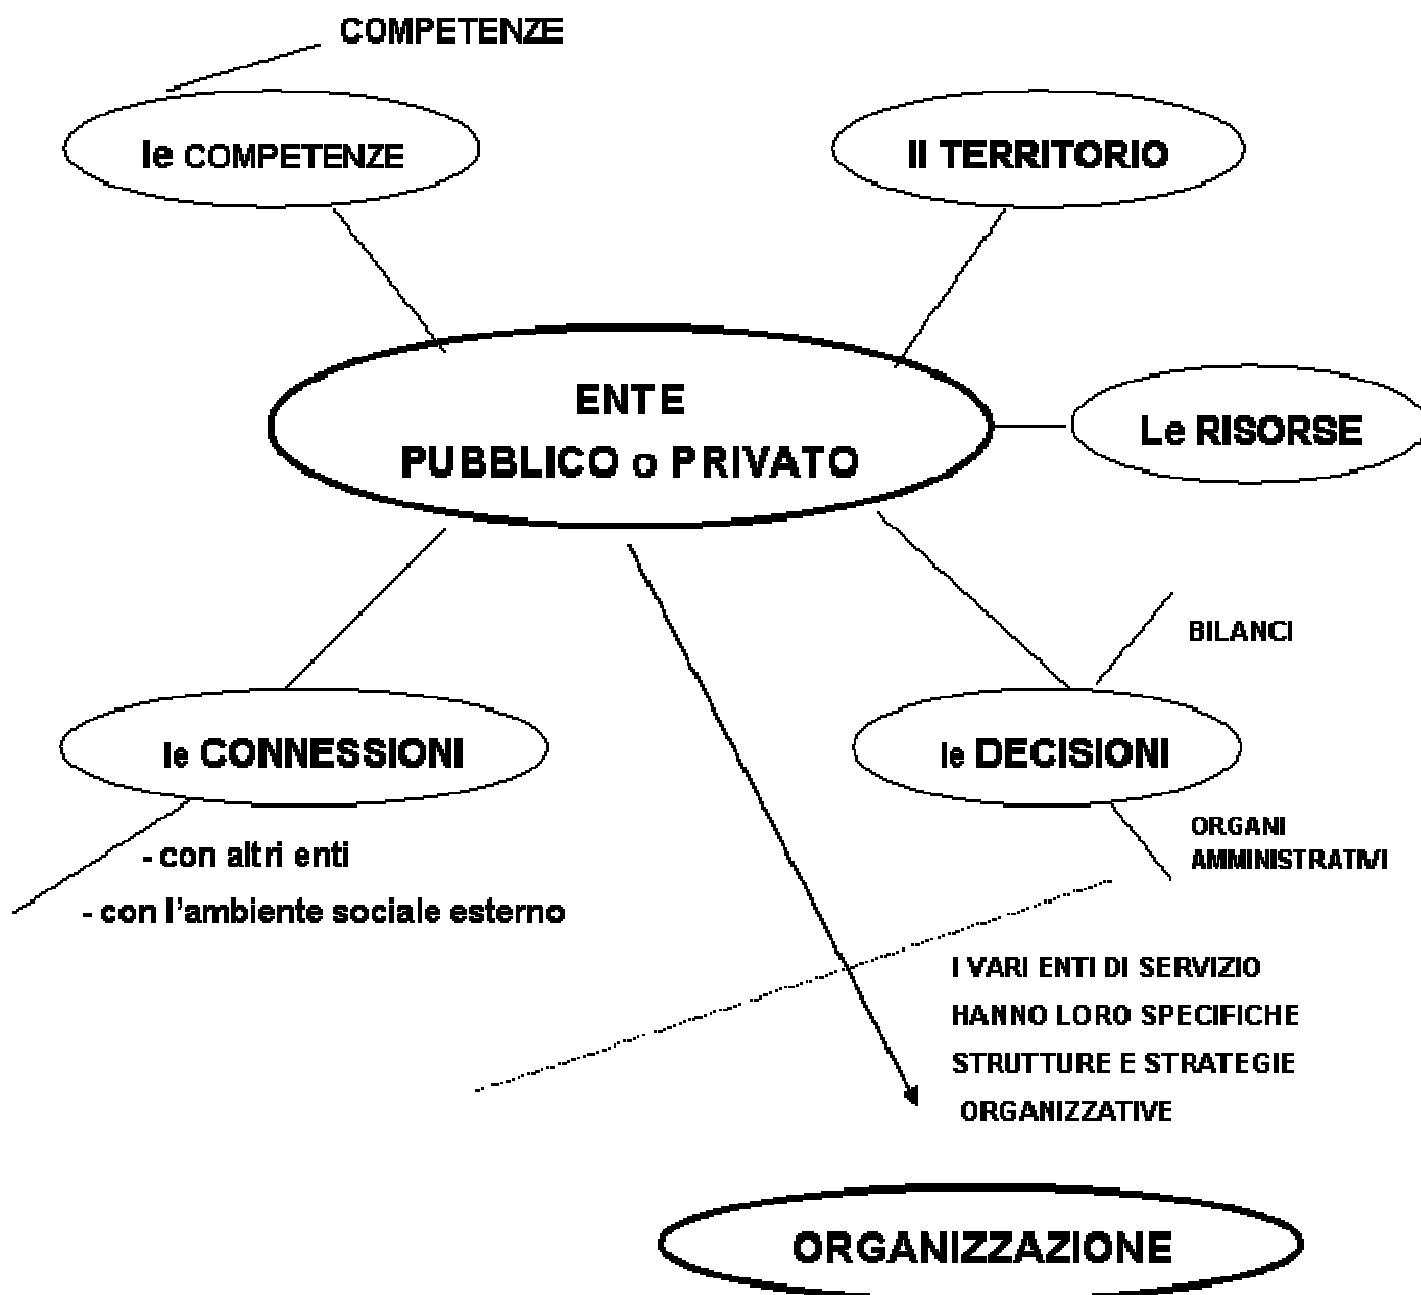 COMPETENZE
le COMPETENZE
Il TERRITORIO
ENTE
PUBBLICO o PRIVATO
Le RISORSE
BILANCI
le CONNESSIONI
le DECISIONI
ORGANI
AMMINISTRATIVI
- con altri enti
- con l'ambiente sociale esterno
I VARI ENTI DI SERVIZIO
HANNO LORO SPECIFICHE
STRUTTURE E STRATEGIE
ORGANIZZATIVE
ORGANIZZAZIONE